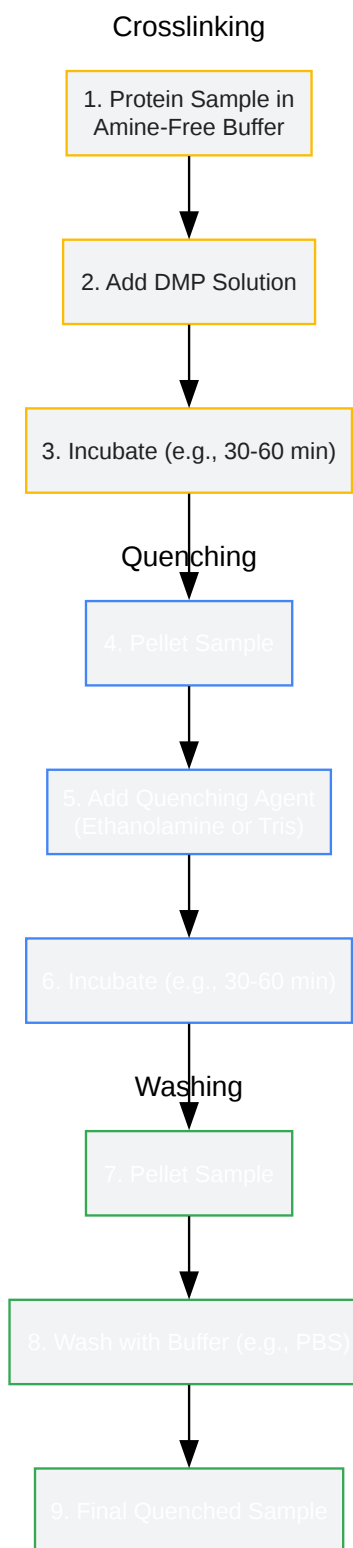 Crosslinking
1. Protein Sample in
Amine-Free Buffer
2. Add DMP Solution
3. Incubate (e.g., 30-60 min)
Quenching
4. Pellet Sample
5. Add Quenching Agent
(Ethanolamine or Tris)
6. Incubate (e.g., 30-60 min)
Washing
7. Pellet Sample
8. Wash with Buffer (e.g., PBS)
9. Final Quenched Sample